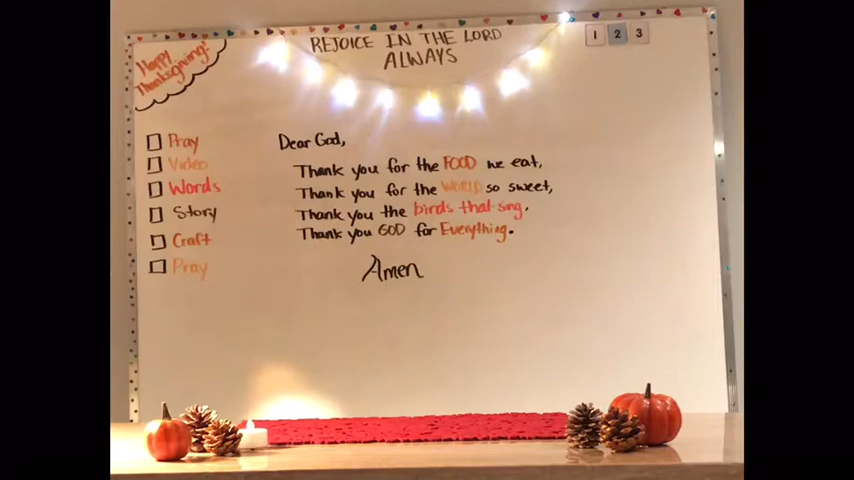 Happy
Thanksgiving!
REJOICE IN THE LORD
ALWAYS
1 2 3
Pray
Video
Words
Story
Craft
Pray
Dear God,
Thank you for the FOOD we eat,
Thank you for the WORLD so sweet,
Thank you the birds that sing.
Thank you GOD for Everything.
Amen